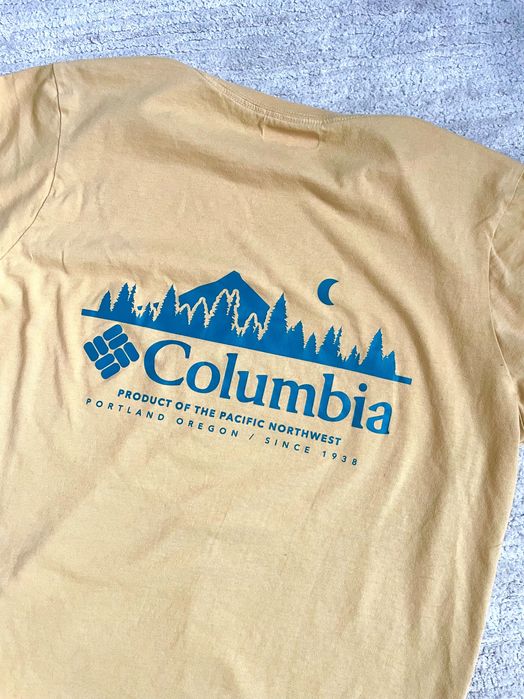 Columbia
PRODUCT OF THE PACIFIC NORTHWEST
PORTLAND OREGON / SINCE 1938